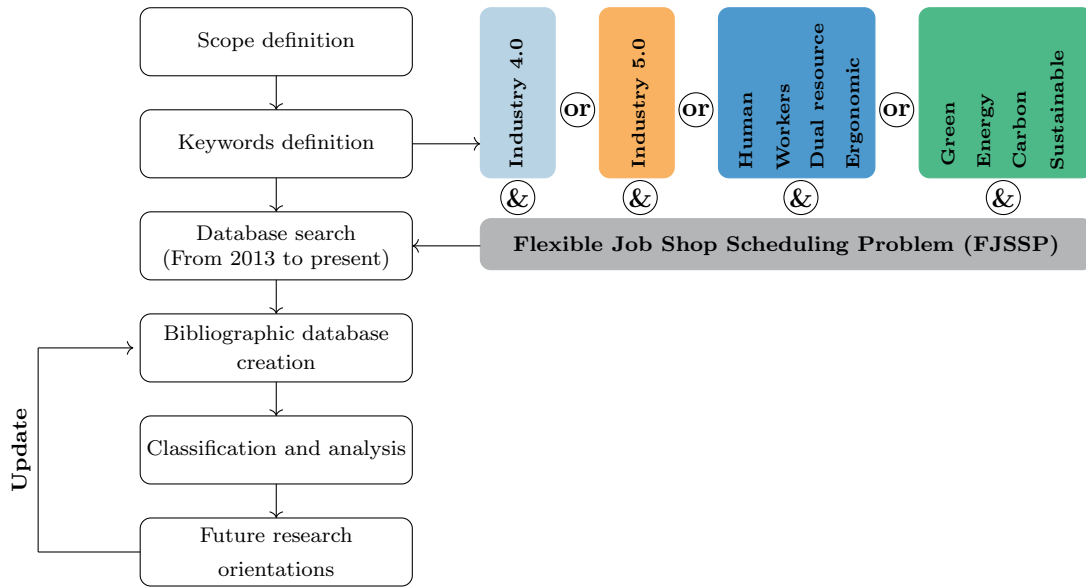 Scope definition
Keywords definition
Industry 4.0
or
Industry 5.0
or
Human
Workers
Dual resource
Ergonomic
or
Green
Energy
Carbon
Sustainable
&
&
&
&
Flexible Job Shop Scheduling Problem (FJSSP)
Database search
(From 2013 to present)
Bibliographic database
creation
Classification and analysis
Future research
orientations
Update